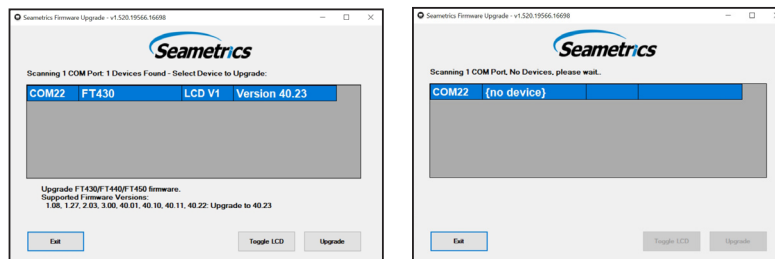 Seametrics Firmware Upgrade - v1.520.19566.16698
Seametrics
Scanning 1 COM Port: 1 Devices Found - Select Device to Upgrade:
COM22 FT430 LCD V1 Version 40.23
Upgrade FT430/FT440/FT450 firmware.
Supported Firmware Versions:
1.08, 1.27, 2.03, 3.00, 40.01, 40.10, 40.11, 40.22: Upgrade to 40.23
Exit Toggle LCD Upgrade
Seametrics Firmware Upgrade - v1.520.19566.16698
Seametrics
Scanning 1 COM Port, No Devices, please wait..
COM22 {no device}
Exit Toggle LCD Upgrade